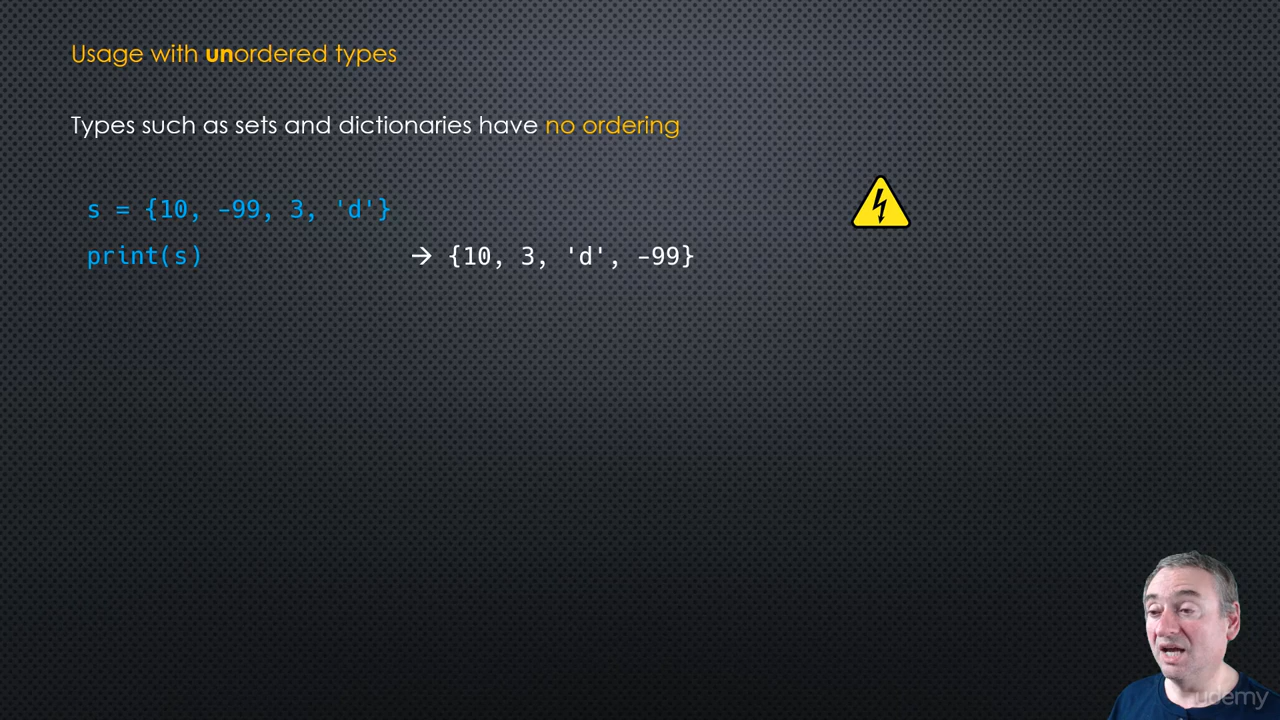 Usage with unordered types
Types such as sets and dictionaries have no ordering
s = {10, -99, 3, 'd'}
print(s) → {10, 3, 'd', -99}
udemy